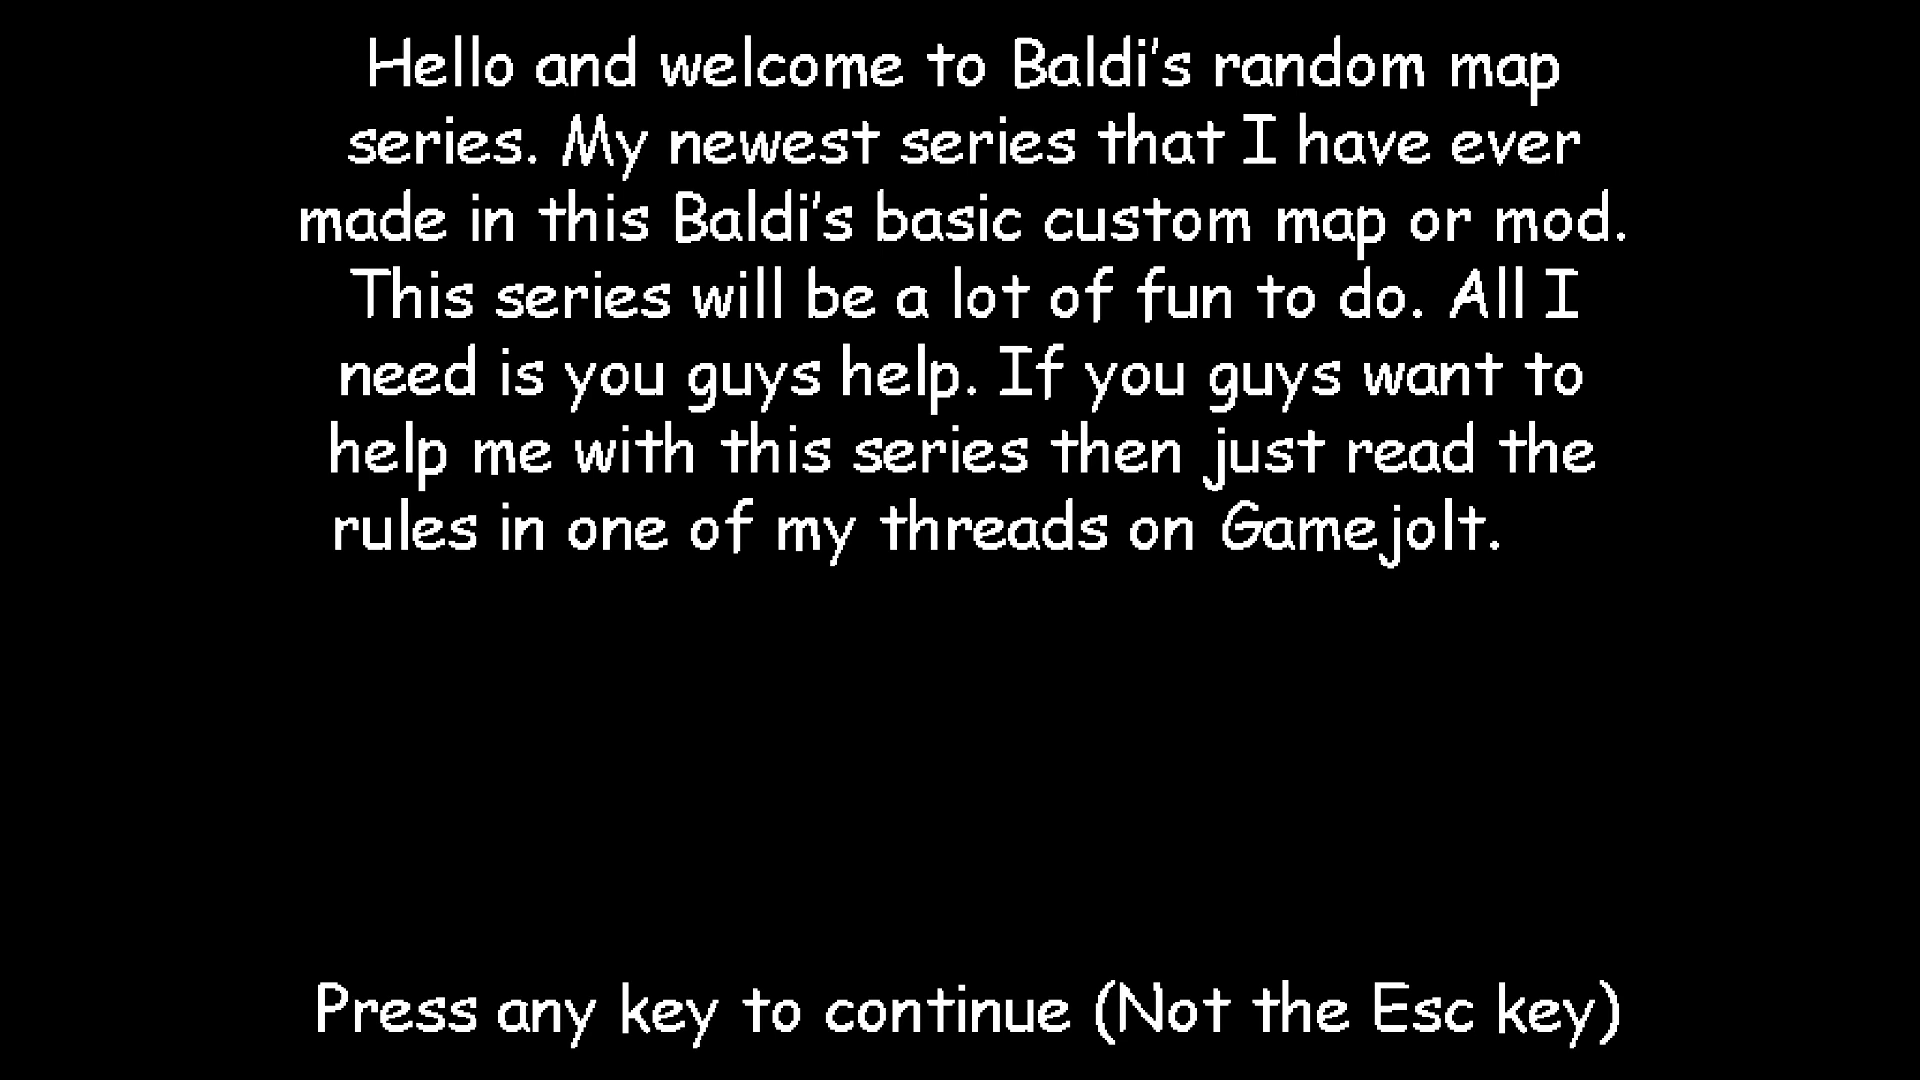 Hello and welcome to Baldi's random map
series. My newest series that I have ever
made in this Baldi's basic custom map or mod.
This series will be a lot of fun to do. All I
need is you guys help. If you guys want to
help me with this series then just read the
rules in one of my threads on Gamejolt.
Press any key to continue (Not the Esc key)